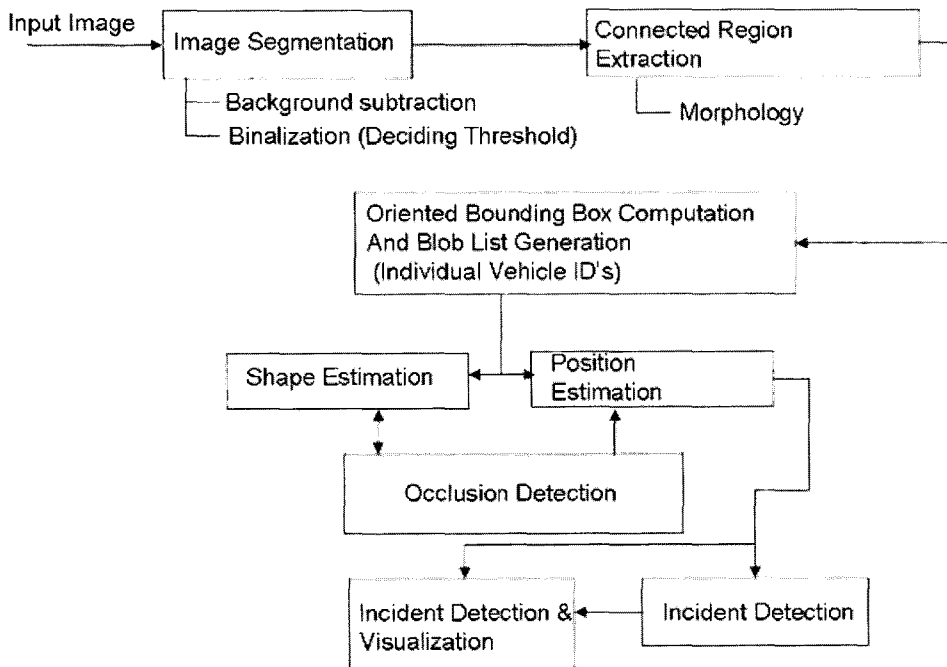 Input Image
Image Segmentation
Connected Region
Extraction
Background subtraction
Binalization (Deciding Threshold)
Morphology
Oriented Bounding Box Computation
And Blob List Generation
(Individual Vehicle ID's)
Shape Estimation
Position
Estimation
Occlusion Detection
Incident Detection &
Visualization
Incident Detection